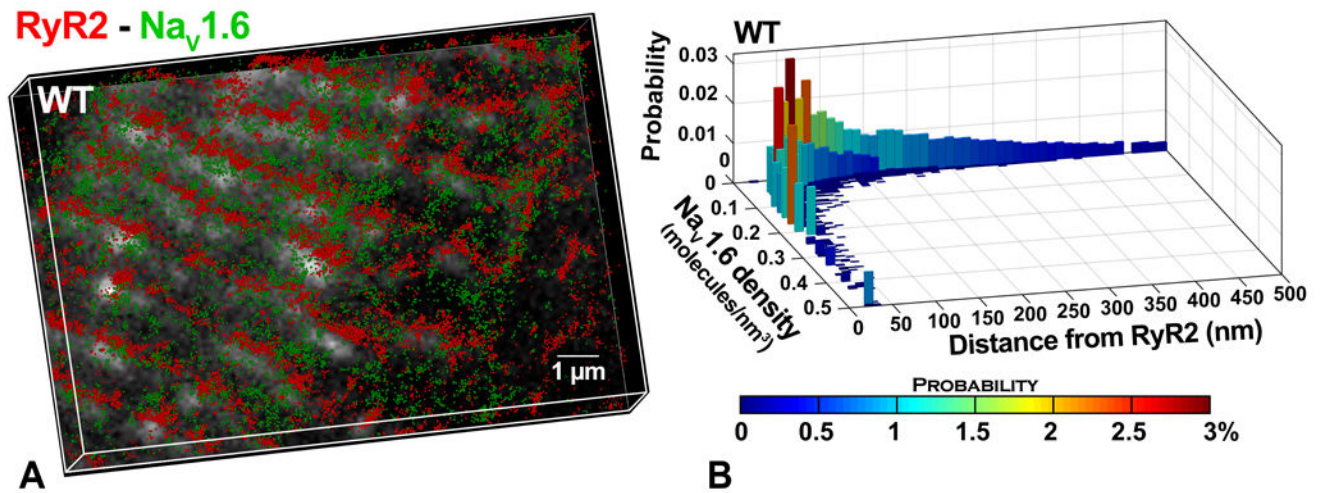 RyR2 - NaV1.6
WT
1 µm
A
WT
Probability
0.03
0.02
0.01
0
0
0.1
0.2
0.3
0.4
0.5
NaV1.6 density
(molecules/nm³)
0 50 100 150 200 250 300 350 400 450 500
Distance from RyR2 (nm)
PROBABILITY
0 0.5 1 1.5 2 2.5 3%
B